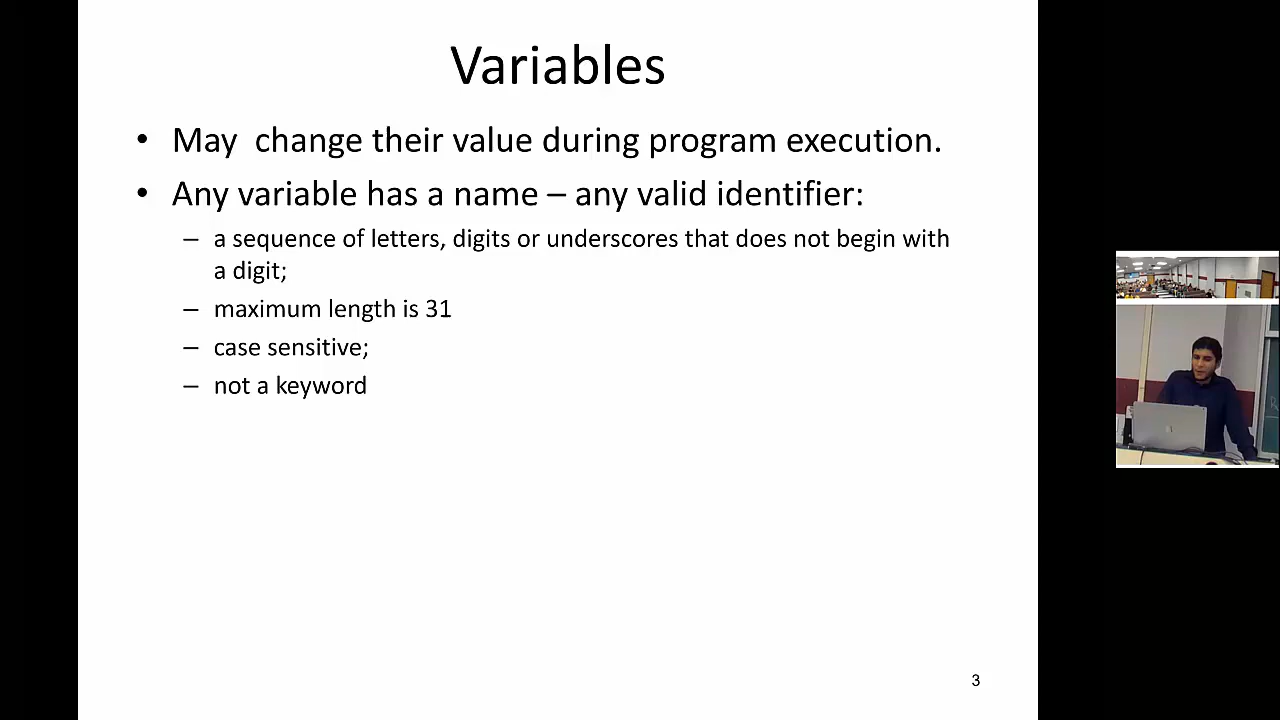 Variables
• May  change their value during program execution.
• Any variable has a name – any valid identifier:
– a sequence of letters, digits or underscores that does not begin with
a digit;
– maximum length is 31
– case sensitive;
– not a keyword
3